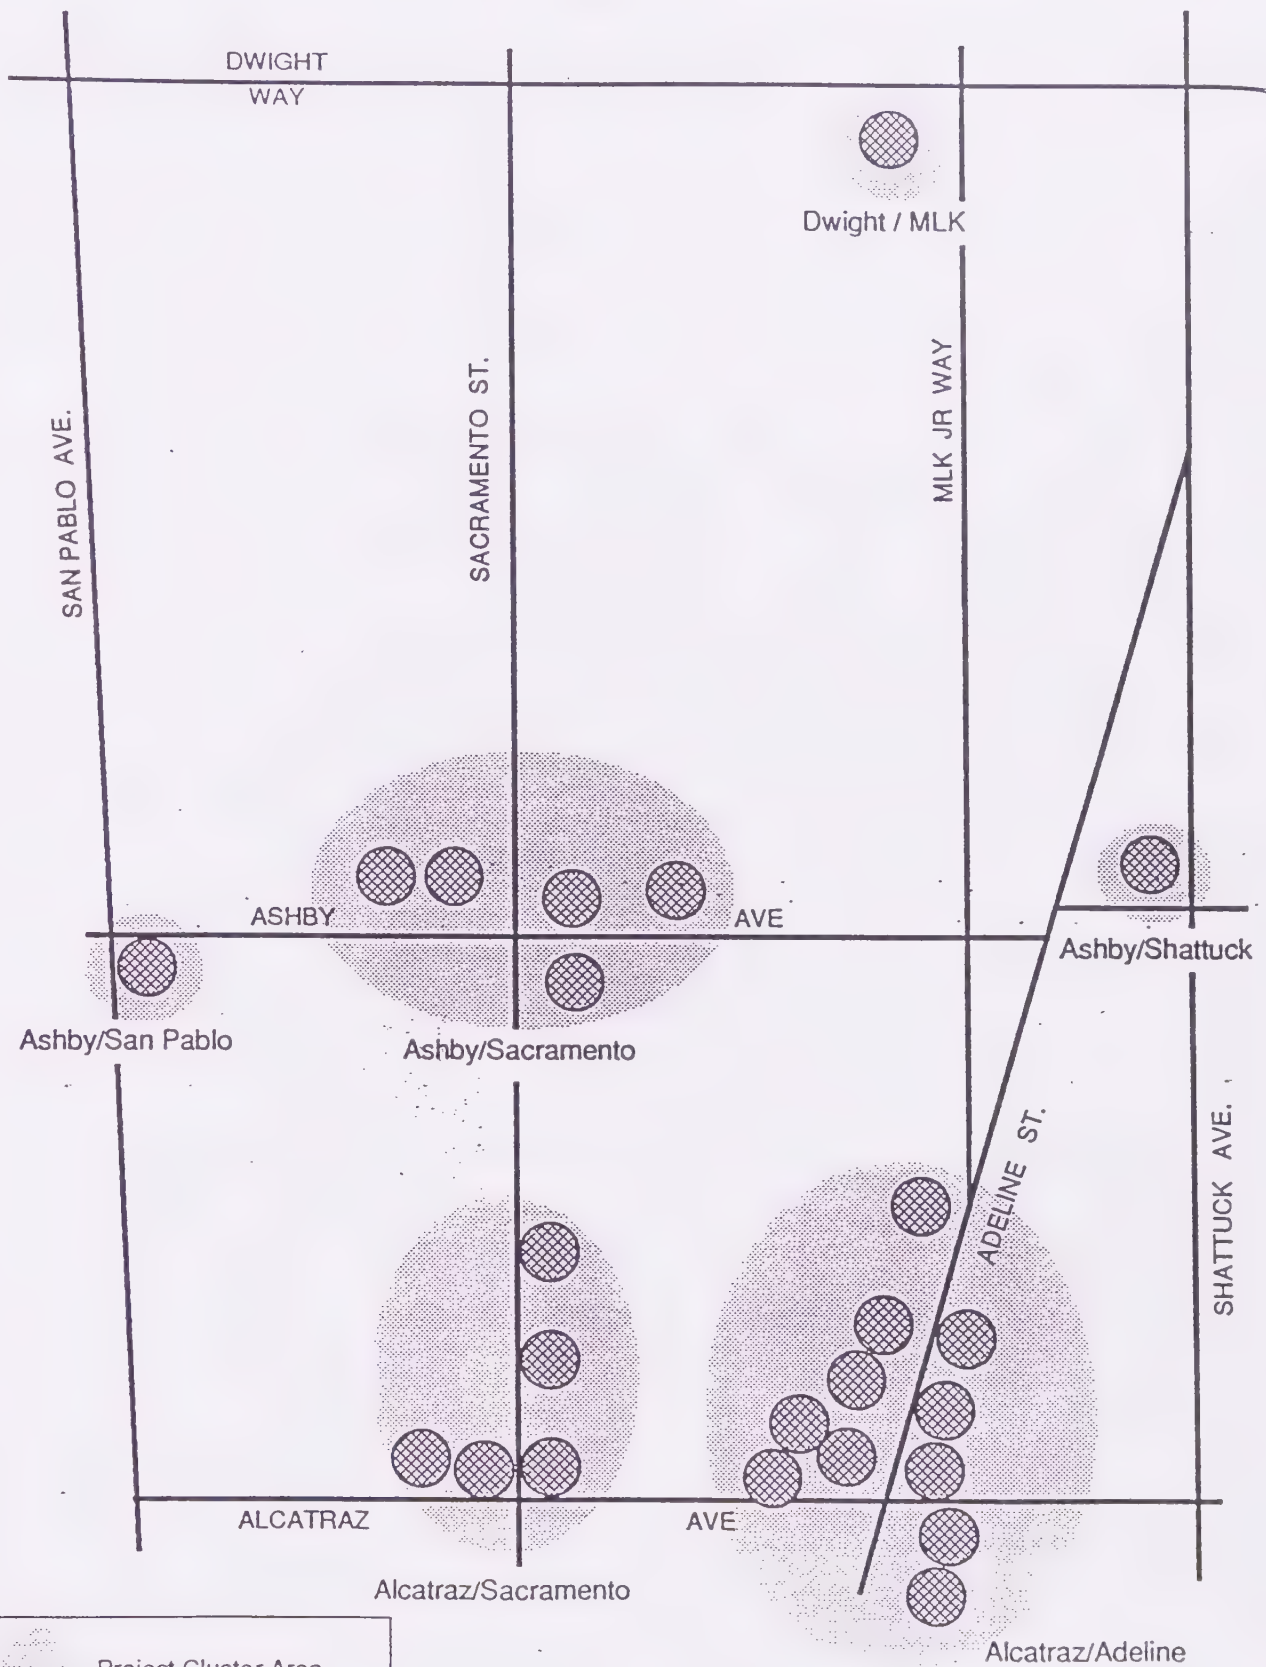 DWIGHT
WAY
Dwight / MLK
SAN PABLO AVE.
SACRAMENTO ST.
MLK JR WAY
ASHBY
AVE
Ashby/Shattuck
Ashby/San Pablo
Ashby/Sacramento
ADELINE ST.
SHATTUCK AVE.
ALCATRAZ
AVE
Alcatraz/Sacramento
Alcatraz/Adeline
Project Cluster Area